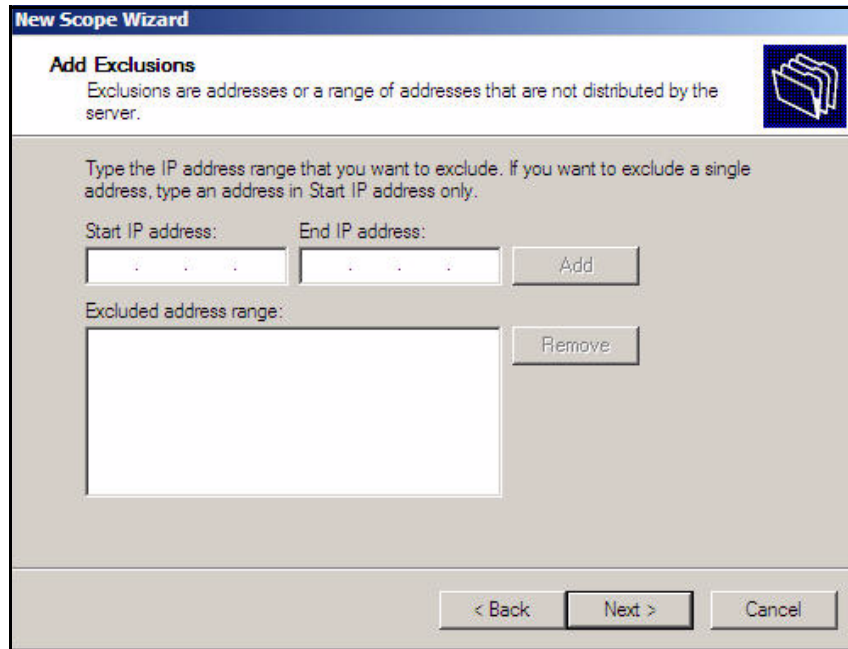 New Scope Wizard
Add Exclusions
Exclusions are addresses or a range of addresses that are not distributed by the
server.
Type the IP address range that you want to exclude. If you want to exclude a single
address, type an address in Start IP address only.
Start IP address:
End IP address:
Add
Excluded address range:
Remove
< Back
Next >
Cancel